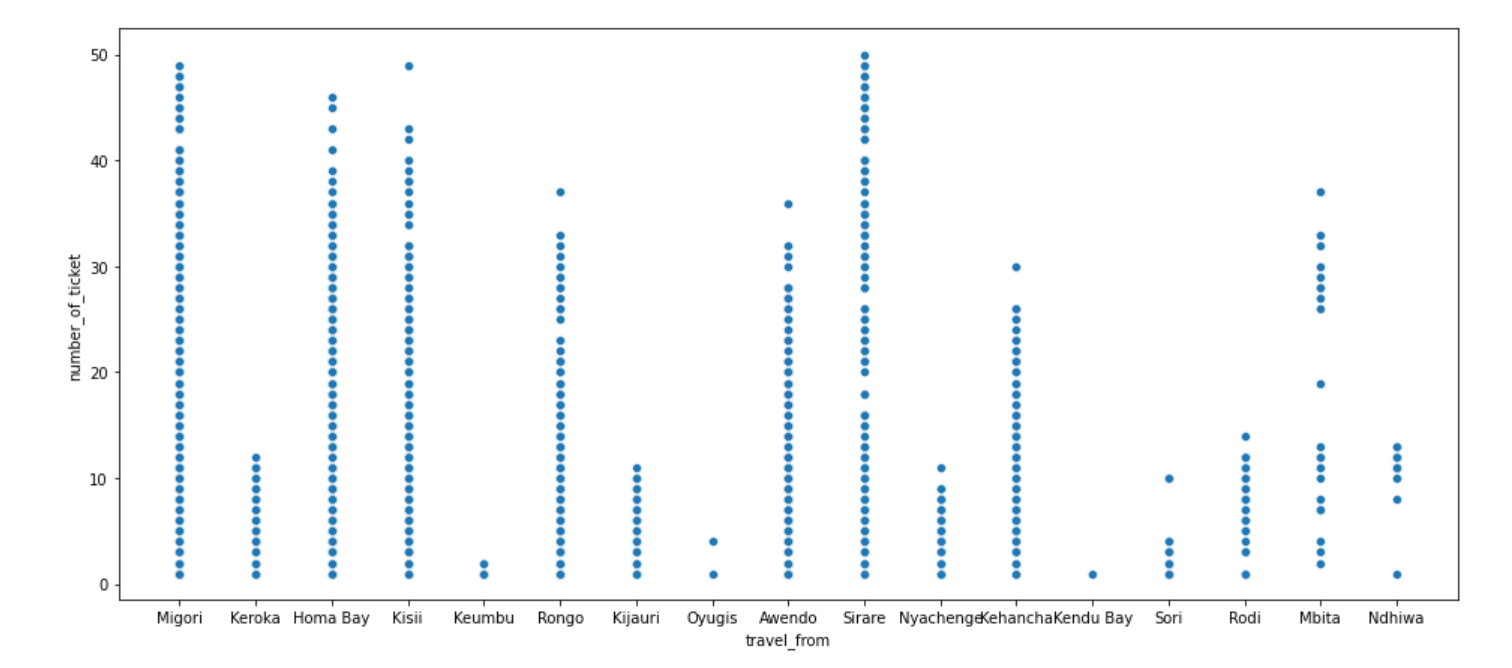 50
40
30
20
10
0
number_of_ticket
Migori Keroka Homa Bay Kisii Keumbu Rongo Kijauri Oyugis Awendo Sirare Nyachenge Kehancha Kendu Bay Sori Rodi Mbita Ndhiwa
travel_from